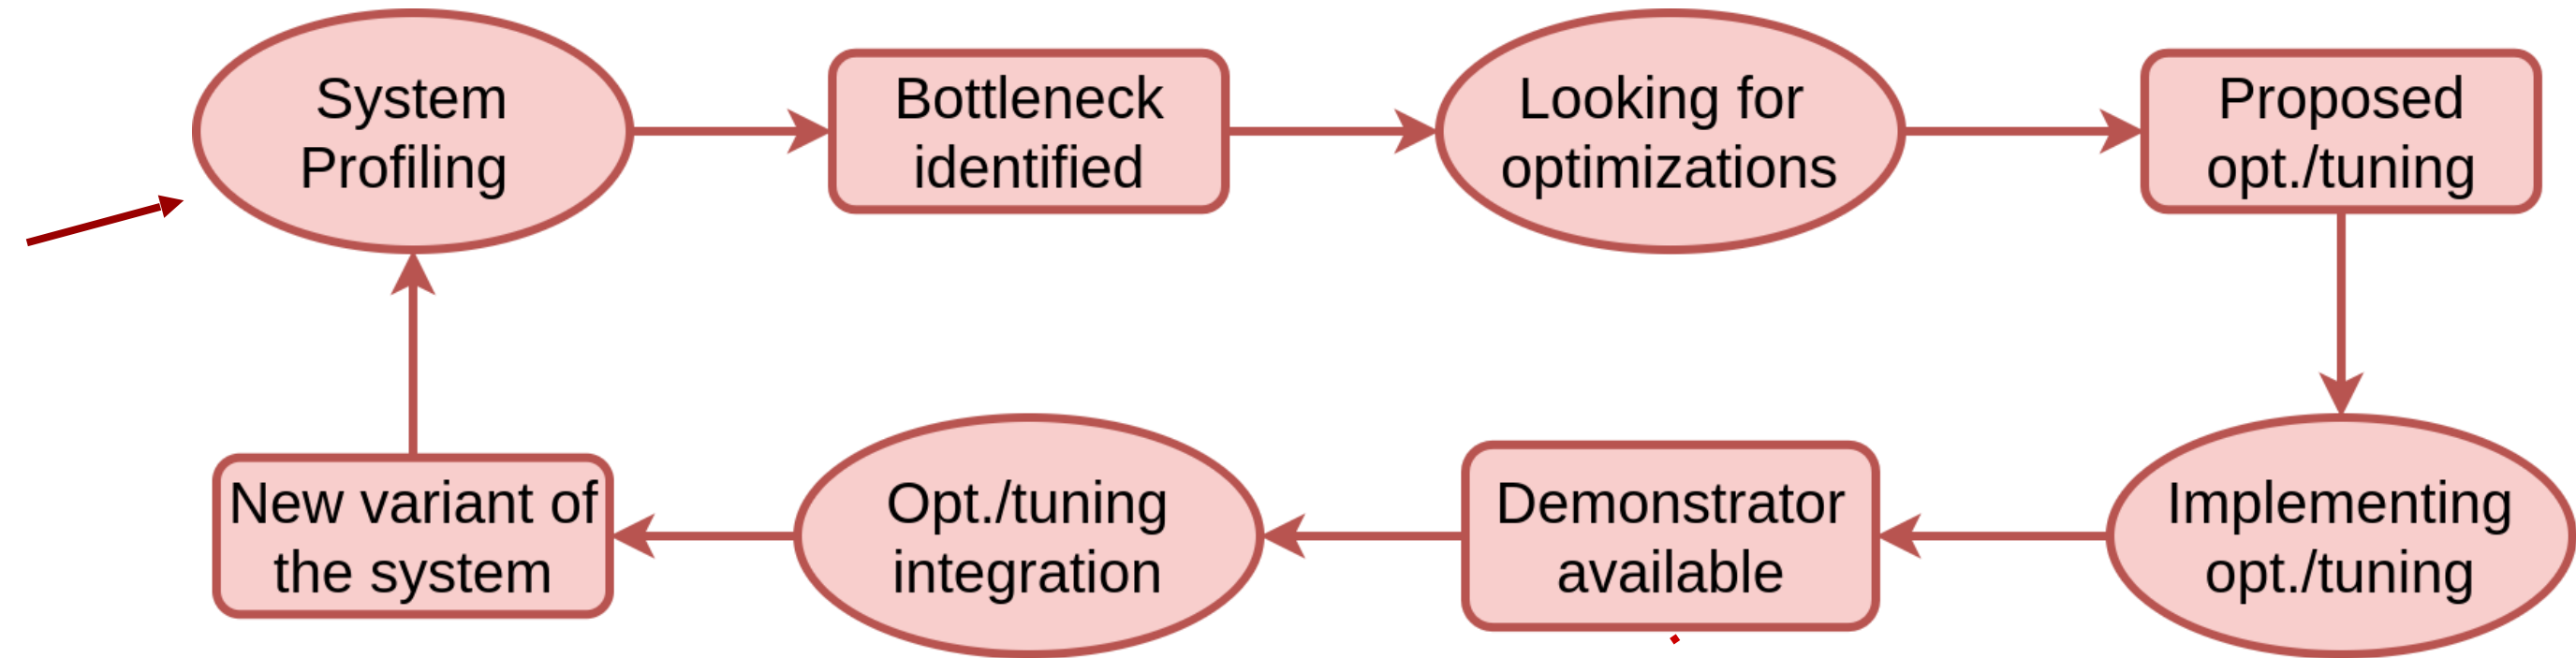 System
Profiling
Bottleneck
identified
Looking for
optimizations
Proposed
opt./tuning
New variant of
the system
Opt./tuning
integration
Demonstrator
available
Implementing
opt./tuning